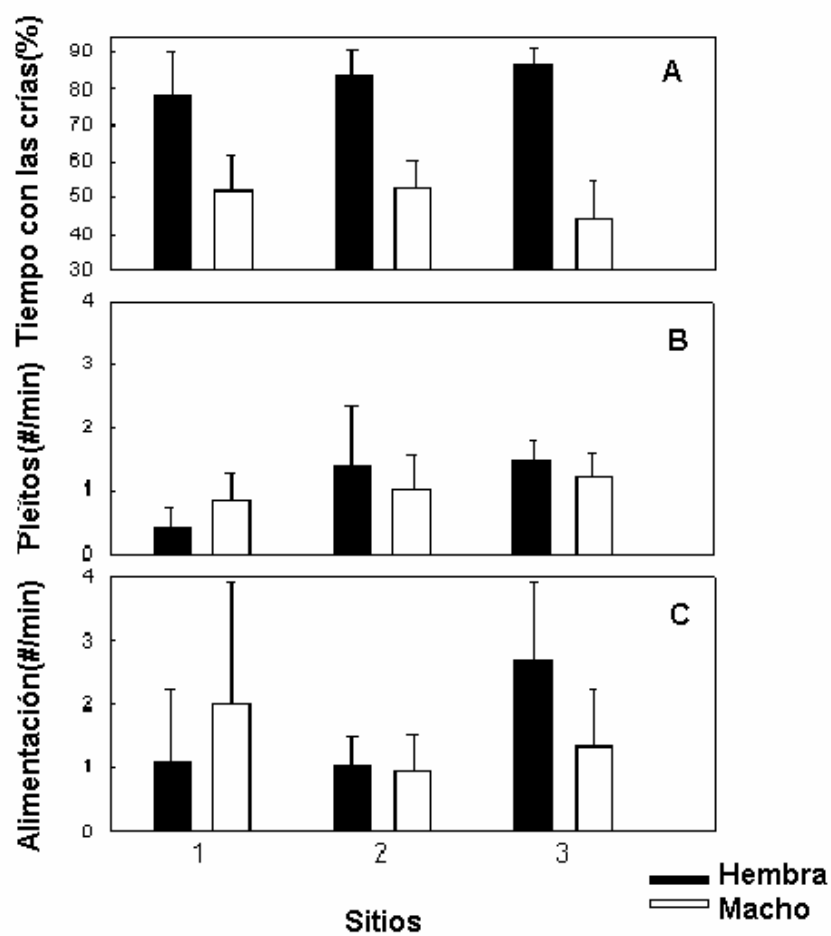 Tiempo con las crías(%)
90
80
70
60
50
40
30
A
Pleitos(#/min)
4
3
2
1
0
B
Alimentación(#/min)
4
3
2
1
0
C
1
2
3
Sitios
Hembra
Macho